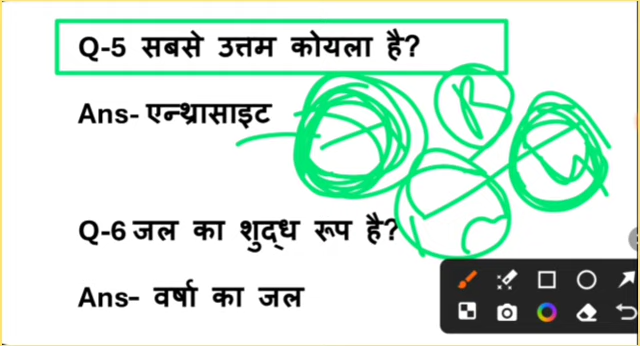 Q-5 सबसे उत्तम कोयला है?
Ans- एन्थ्रासाइट
Q-6 जल का शुद्ध रूप है?
Ans- वर्षा का जल